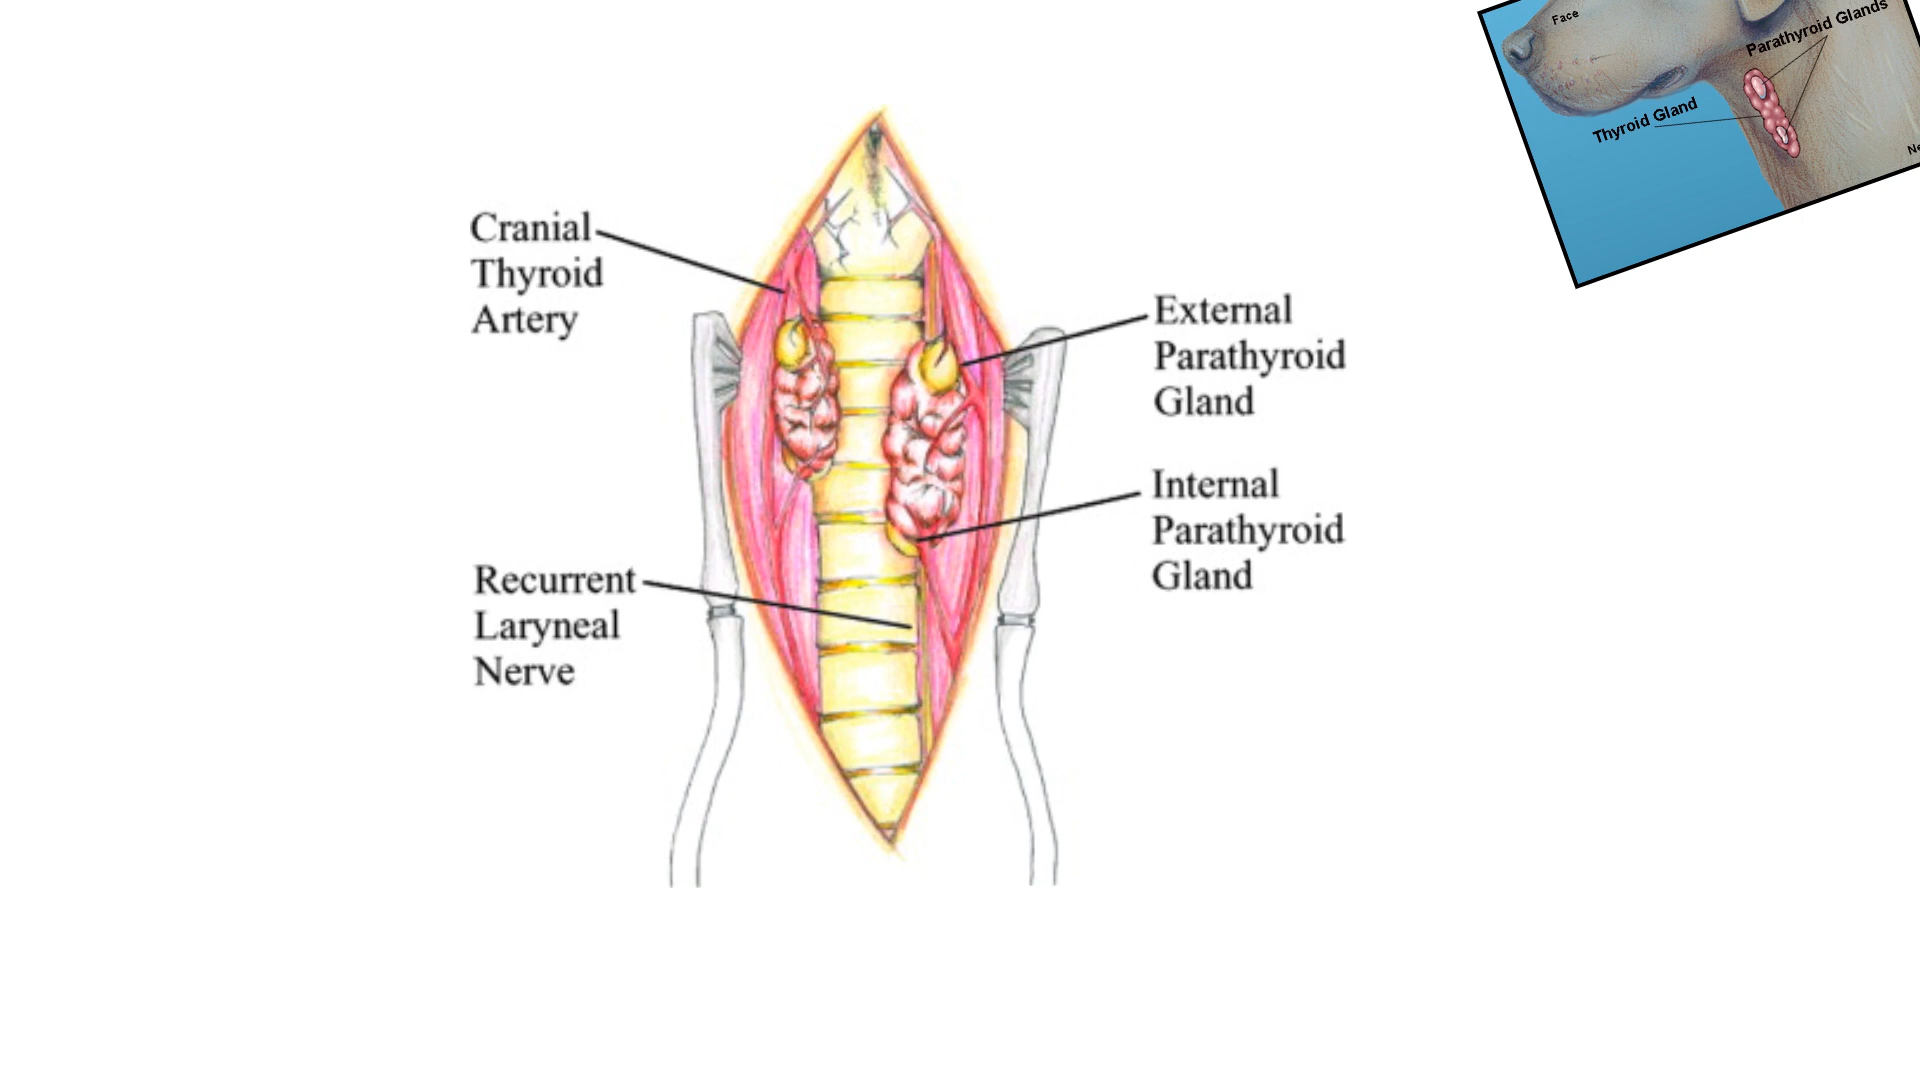 Cranial
Thyroid
Artery
External
Parathyroid
Gland
Internal
Parathyroid
Gland
Recurrent
Laryneal
Nerve
Face
Parathyroid Glands
Thyroid Gland